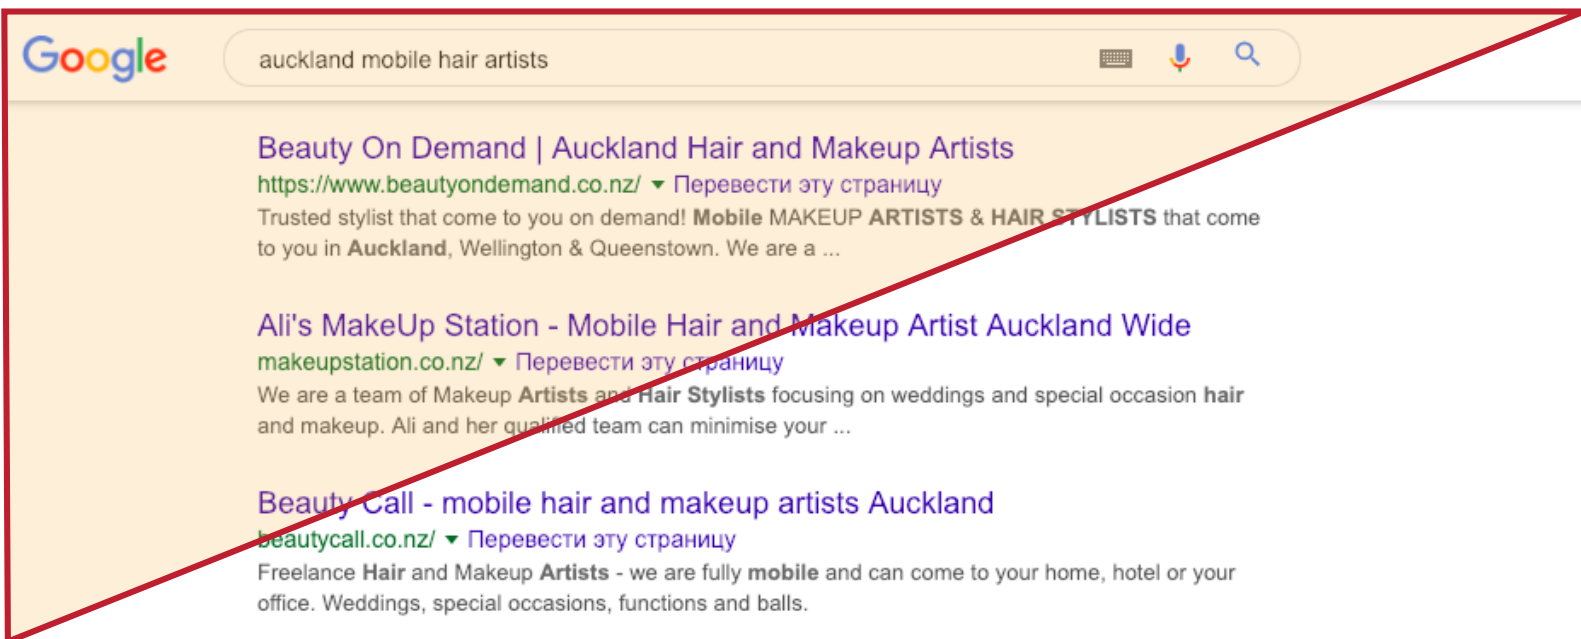 Google
auckland mobile hair artists
Beauty On Demand | Auckland Hair and Makeup Artists
https://www.beautyondemand.co.nz/ ▼ Перевести эту страницу
Trusted stylist that come to you on demand! Mobile MAKEUP ARTISTS & HAIR STYLISTS that come
to you in Auckland, Wellington & Queenstown. We are a ...
Ali's MakeUp Station - Mobile Hair and Makeup Artist Auckland Wide
makeupstation.co.nz/ ▼ Перевести эту страницу
We are a team of Makeup Artists and Hair Stylists focusing on weddings and special occasion hair
and makeup. Ali and her qualified team can minimise your ...
Beauty Call - mobile hair and makeup artists Auckland
beautycall.co.nz/ ▼ Перевести эту страницу
Freelance Hair and Makeup Artists - we are fully mobile and can come to your home, hotel or your
office. Weddings, special occasions, functions and balls.